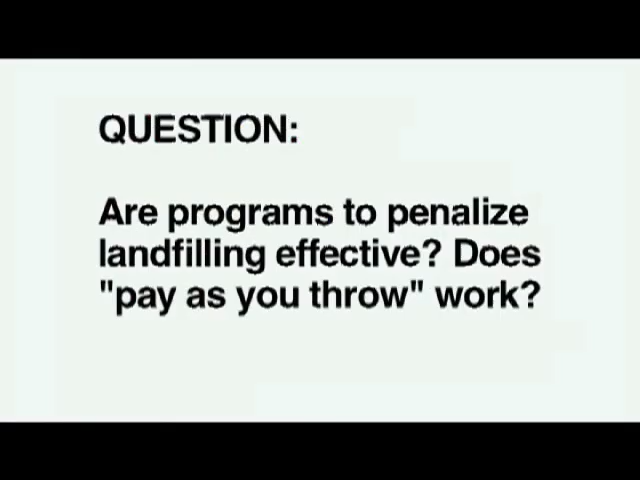 QUESTION:
Are programs to penalize
landfilling effective? Does
"pay as you throw" work?